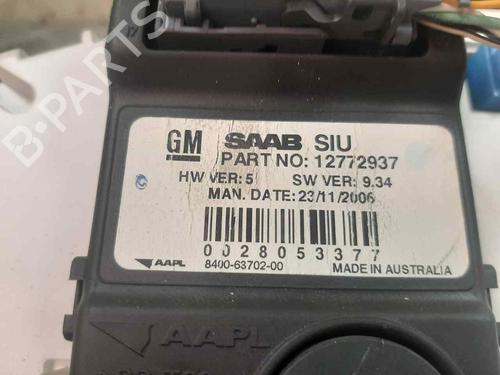 B-PARTS
GM SAAB SIU
PART NO: 12772937
HW VER: 5 SW VER: 9.34
MAN. DATE: 23/11/2006
0028053377
AAPL 8400-63702-00 MADE IN AUSTRALIA
AAPL